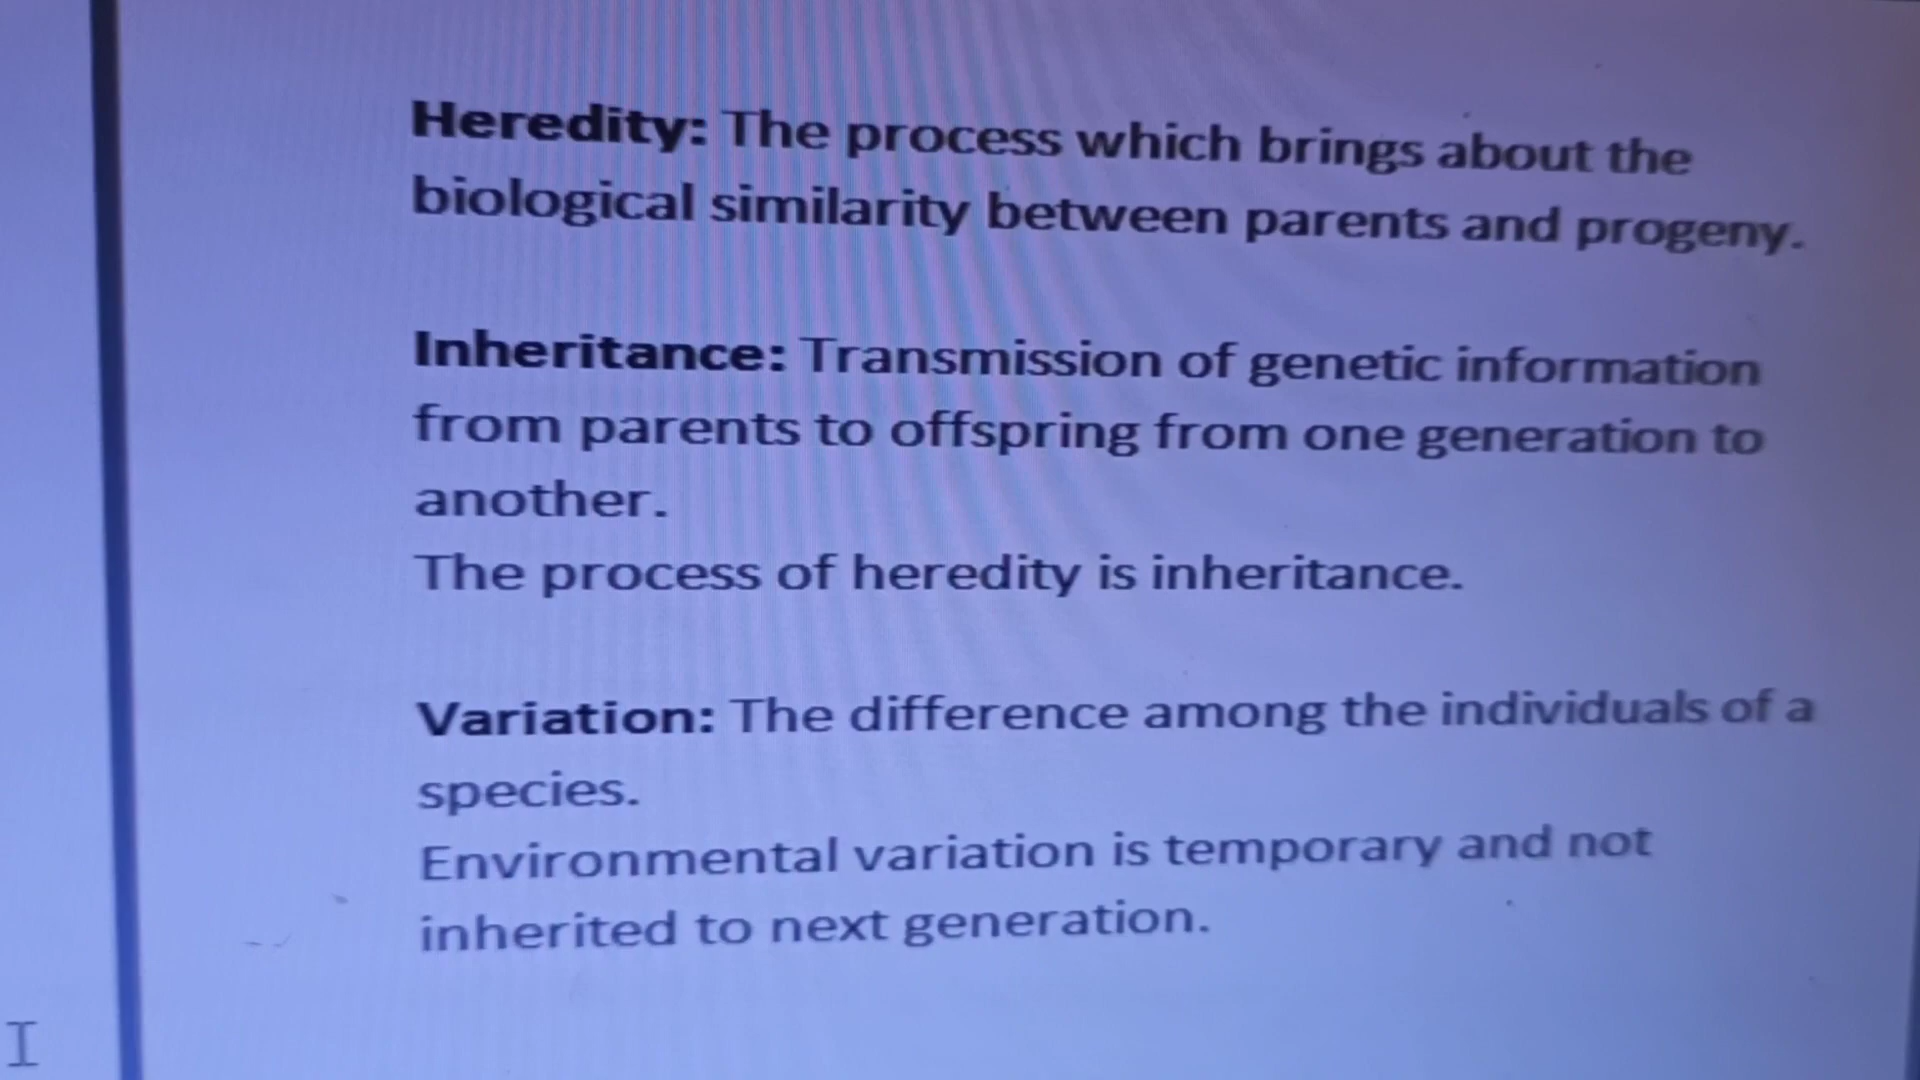 Heredity: The process which brings about the
biological similarity between parents and progeny.
Inheritance: Transmission of genetic information
from parents to offspring from one generation to
another.
The process of heredity is inheritance.
Variation: The difference among the individuals of a
species.
Environmental variation is temporary and not
inherited to next generation.